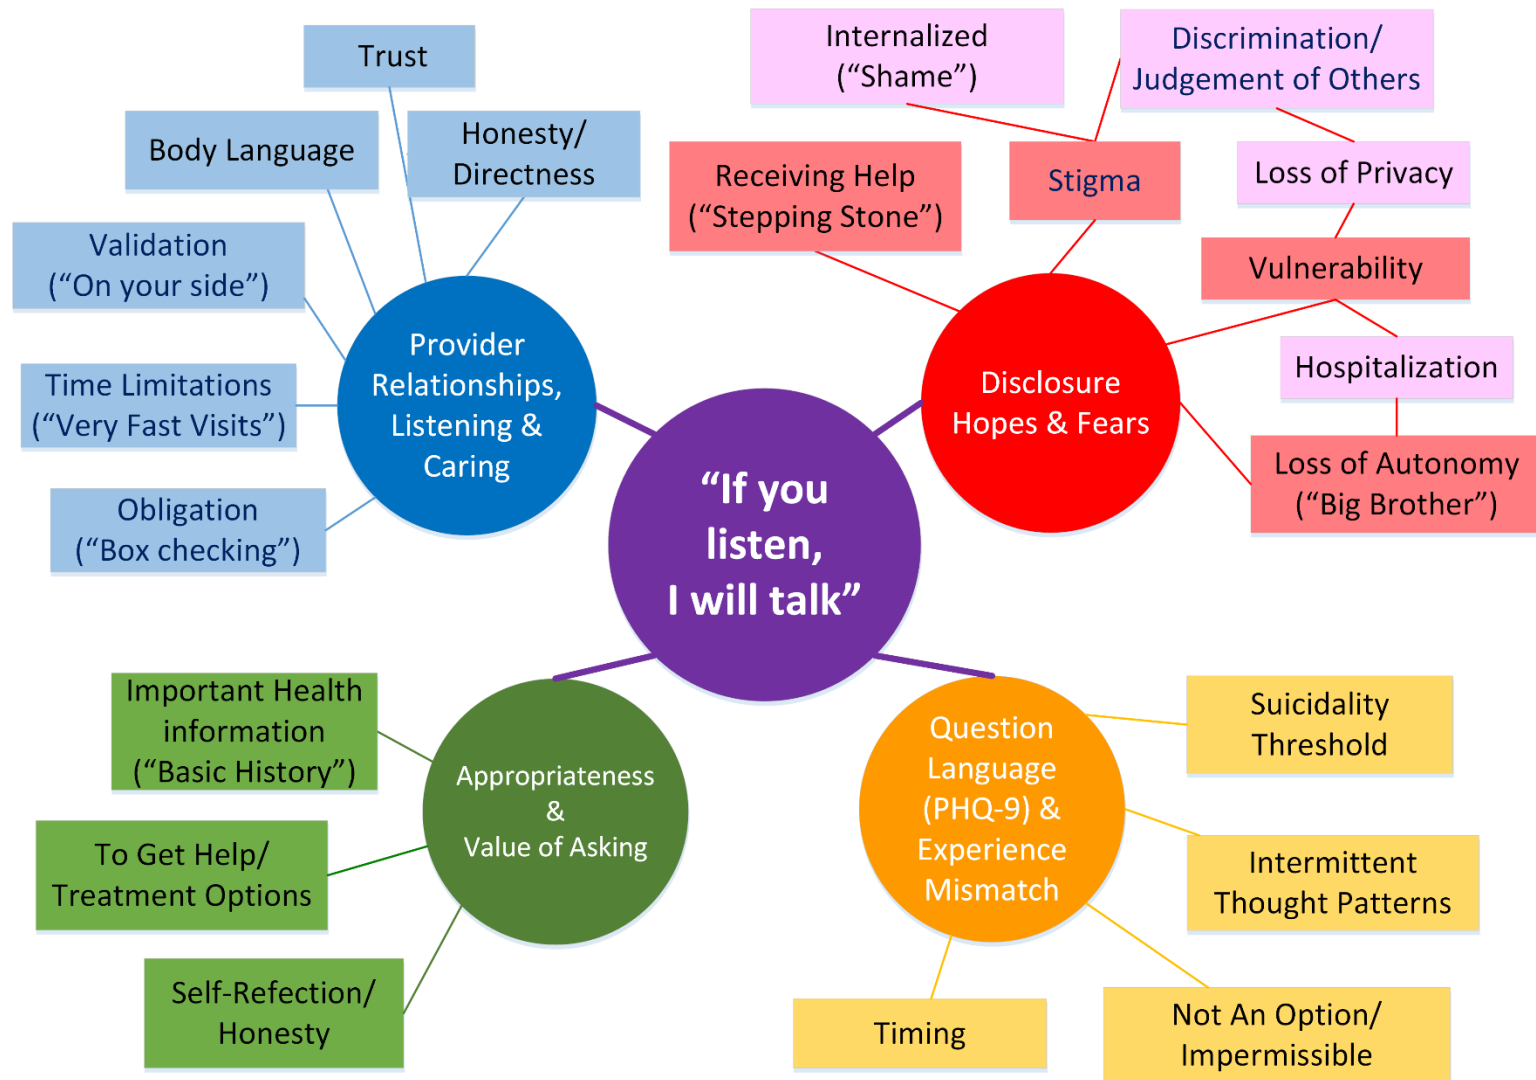 Trust
Body Language
Honesty/
Directness
Validation
(“On your side”)
Time Limitations
(“Very Fast Visits”)
Obligation
(“Box checking”)
Provider
Relationships,
Listening &
Caring
Internalized
(“Shame”)
Discrimination/
Judgement of Others
Receiving Help
(“Stepping Stone”)
Stigma
Loss of Privacy
Vulnerability
Hospitalization
Loss of Autonomy
(“Big Brother”)
Disclosure
Hopes & Fears
“If you
listen,
I will talk”
Important Health
information
(“Basic History”)
To Get Help/
Treatment Options
Self-Refection/
Honesty
Appropriateness
&
Value of Asking
Question
Language
(PHQ-9) &
Experience
Mismatch
Suicidality
Threshold
Intermittent
Thought Patterns
Timing
Not An Option/
Impermissible